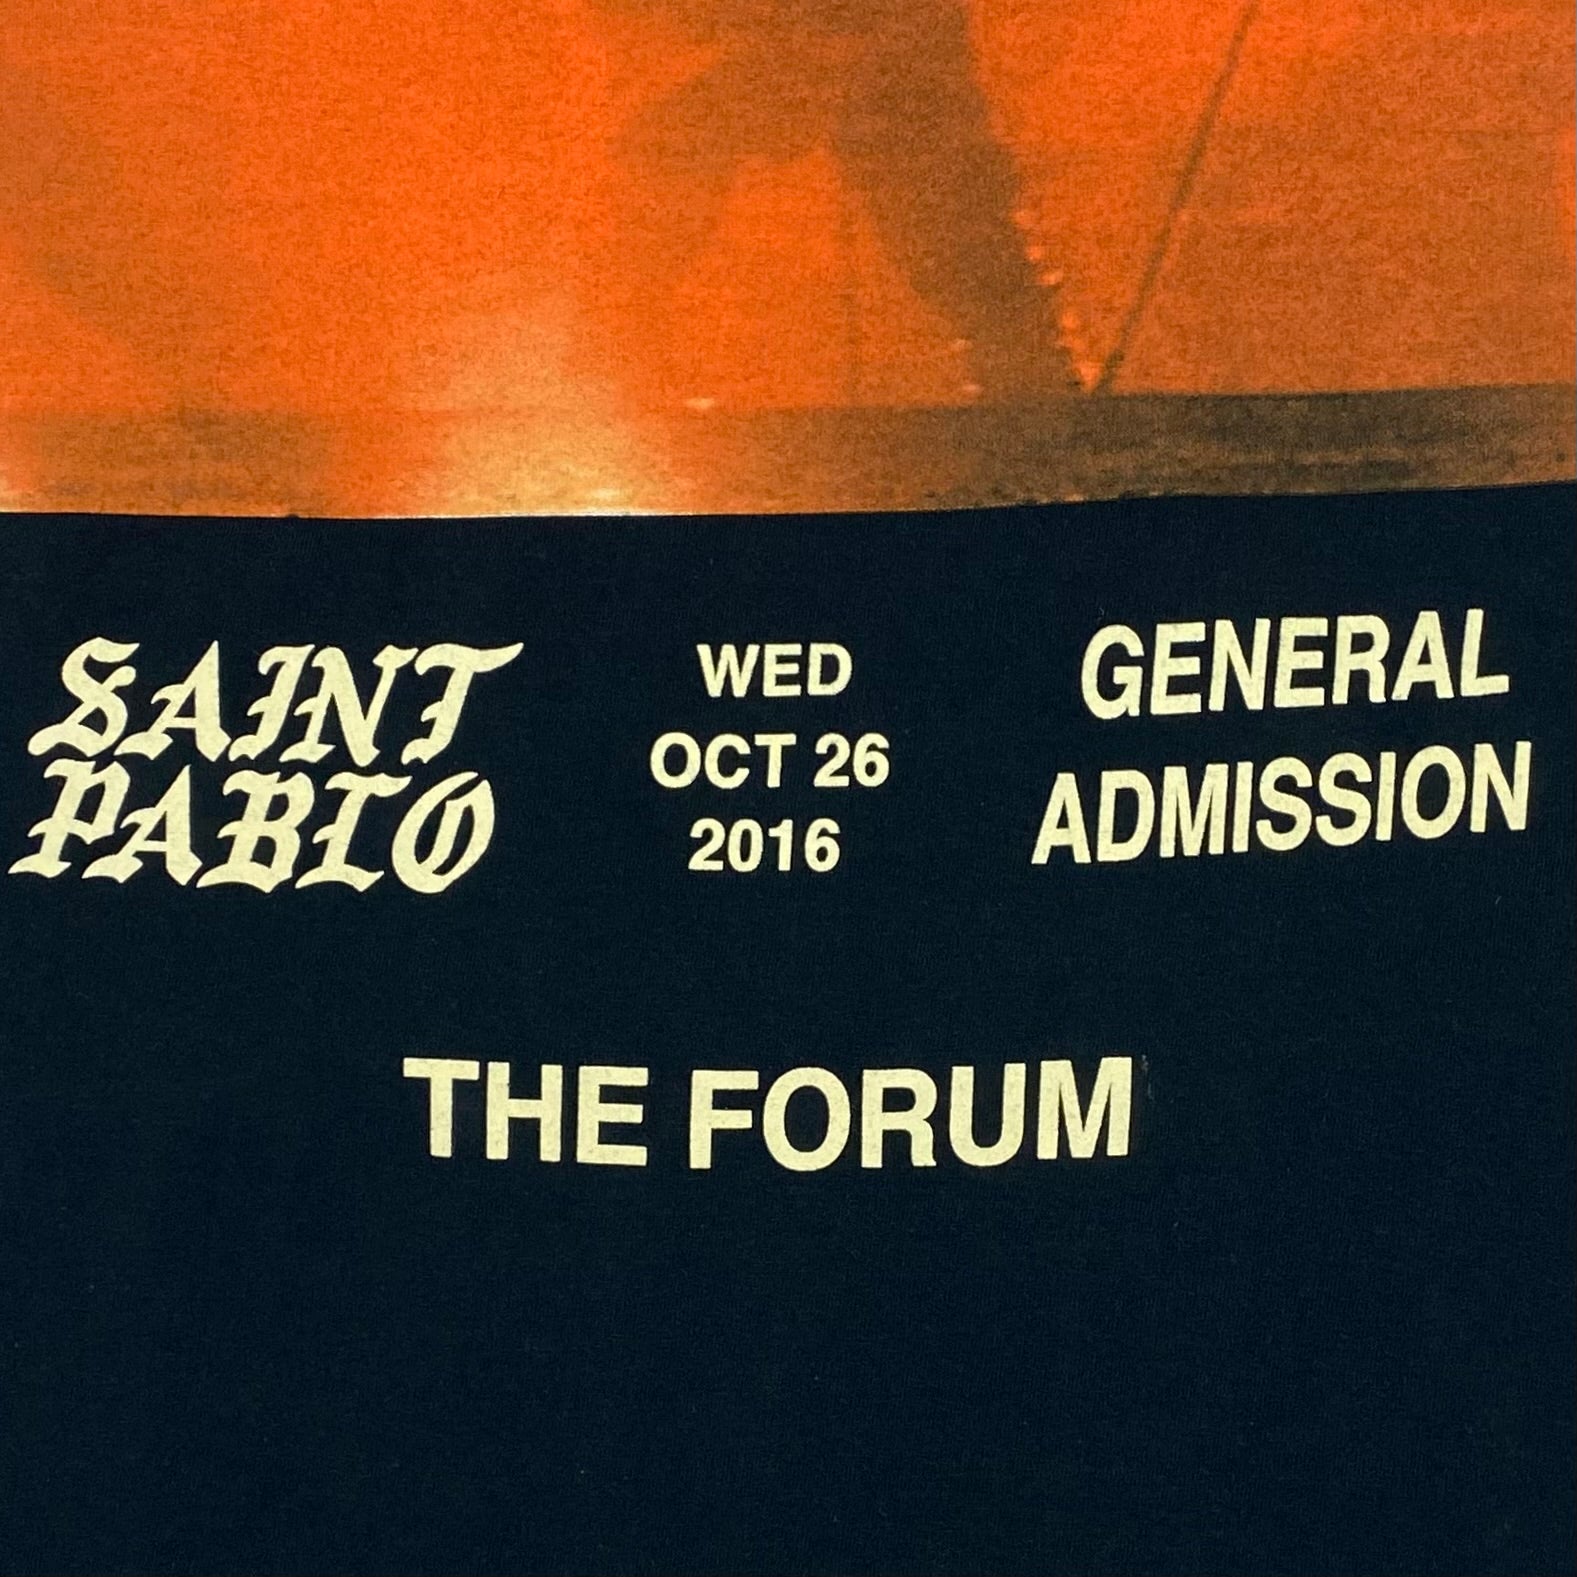 SAINT
PABLO
WED
OCT 26
2016
GENERAL
ADMISSION
THE FORUM